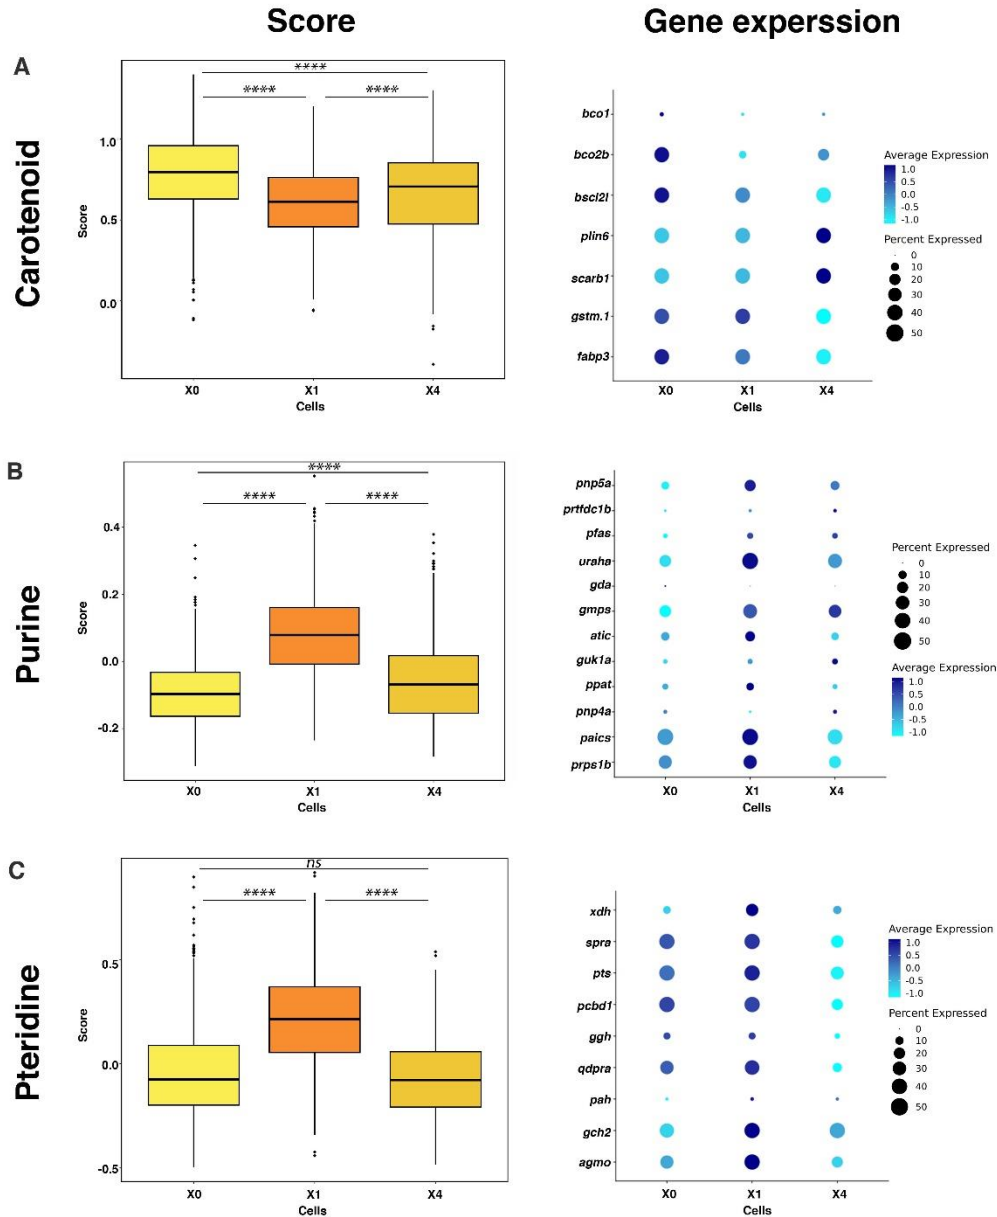 Score
Gene experssion
A
Carotenoid
****
****
****
1.0
0.5
0.0
Score
X0
X1
X4
Cells
bco1
bco2b
bscl2l
plin6
scarb1
gstm.1
fabp3
X0
X1
X4
Cells
Average Expression
1.0
0.5
0.0
-0.5
-1.0
Percent Expressed
0
10
20
30
40
50
B
Purine
****
****
****
0.4
0.2
0.0
-0.2
Score
X0
X1
X4
Cells
pnp5a
prtfdc1b
pfas
uraha
gda
gmps
atic
guk1a
ppat
pnp4a
paics
prps1b
X0
X1
X4
Cells
Percent Expressed
0
10
20
30
40
50
Average Expression
1.0
0.5
0.0
-0.5
-1.0
C
Pteridine
ns
****
****
0.5
0.0
-0.5
Score
X0
X1
X4
Cells
xdh
spra
pts
pcbd1
ggh
qdpra
pah
gch2
agmo
X0
X1
X4
Cells
Average Expression
1.0
0.5
0.0
-0.5
-1.0
Percent Expressed
0
10
20
30
40
50